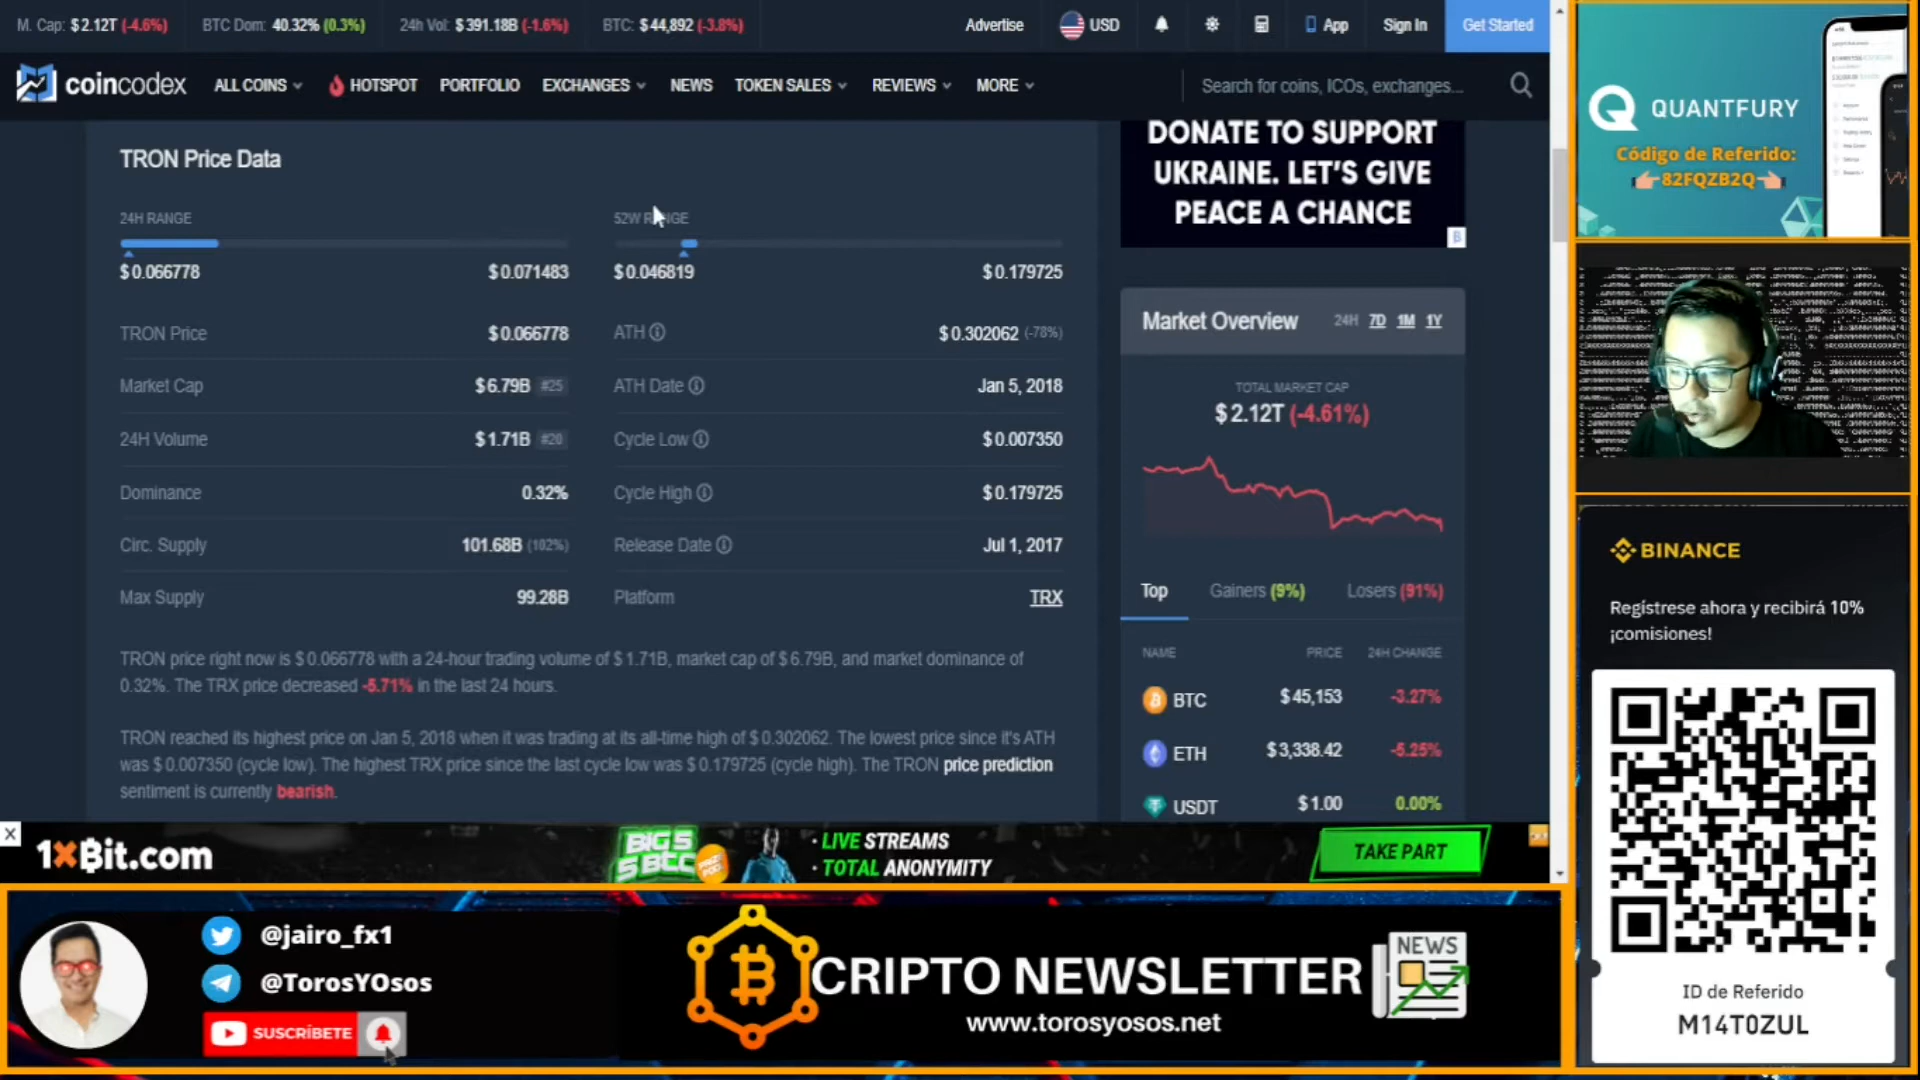 M. Cap: $ 2.12T (-4.6%) BTC Dom: 40.32% (0.3%) 24h Vol: $ 391.18B (-1.6%) BTC: $ 44,892 (-3.8%) Advertise USD App Sign In Get Started
coincodex ALL COINS HOTSPOT PORTFOLIO EXCHANGES NEWS TOKEN SALES REVIEWS MORE Search for coins, ICOs, exchanges...
TRON Price Data
24H RANGE
$ 0.066778 $ 0.071483
TRON Price $ 0.066778
Market Cap $ 6.79B #25
24H Volume $ 1.71B #20
Dominance 0.32%
Circ. Supply 101.68B (102%)
Max Supply 99.28B
52W RANGE
$ 0.046819 $ 0.179725
ATH $ 0.302062 (-78%)
ATH Date Jan 5, 2018
Cycle Low $ 0.007350
Cycle High $ 0.179725
Release Date Jul 1, 2017
Platform TRX
TRON price right now is $ 0.066778 with a 24-hour trading volume of $ 1.71B, market cap of $ 6.79B, and market dominance of
0.32%. The TRX price decreased -5.71% in the last 24 hours.
TRON reached its highest price on Jan 5, 2018 when it was trading at its all-time high of $ 0.302062. The lowest price since it's ATH
was $ 0.007350 (cycle low). The highest TRX price since the last cycle low was $ 0.179725 (cycle high). The TRON price prediction
sentiment is currently bearish.
DONATE TO SUPPORT
UKRAINE. LET'S GIVE
PEACE A CHANCE
Market Overview 24H 7D 1M 1Y
TOTAL MARKET CAP
$ 2.12T (-4.61%)
Top Gainers (9%) Losers (91%)
NAME PRICE 24H CHANGE
BTC $ 45,153 -3.27%
ETH $ 3,338.42 -5.25%
USDT $ 1.00 0.00%
1XBit.com
BIG 5
5 BTC
· LIVE STREAMS
· TOTAL ANONYMITY
TAKE PART
@jairo_fx1
@TorosYOsos
SUSCRÍBETE
CRIPTO NEWSLETTER
www.torosyosos.net
NEWS
QUANTFURY
Código de Referido:
82FQZB2Q
BINANCE
Regístrese ahora y recibirá 10%
¡comisiones!
ID de Referido
M14T0ZUL